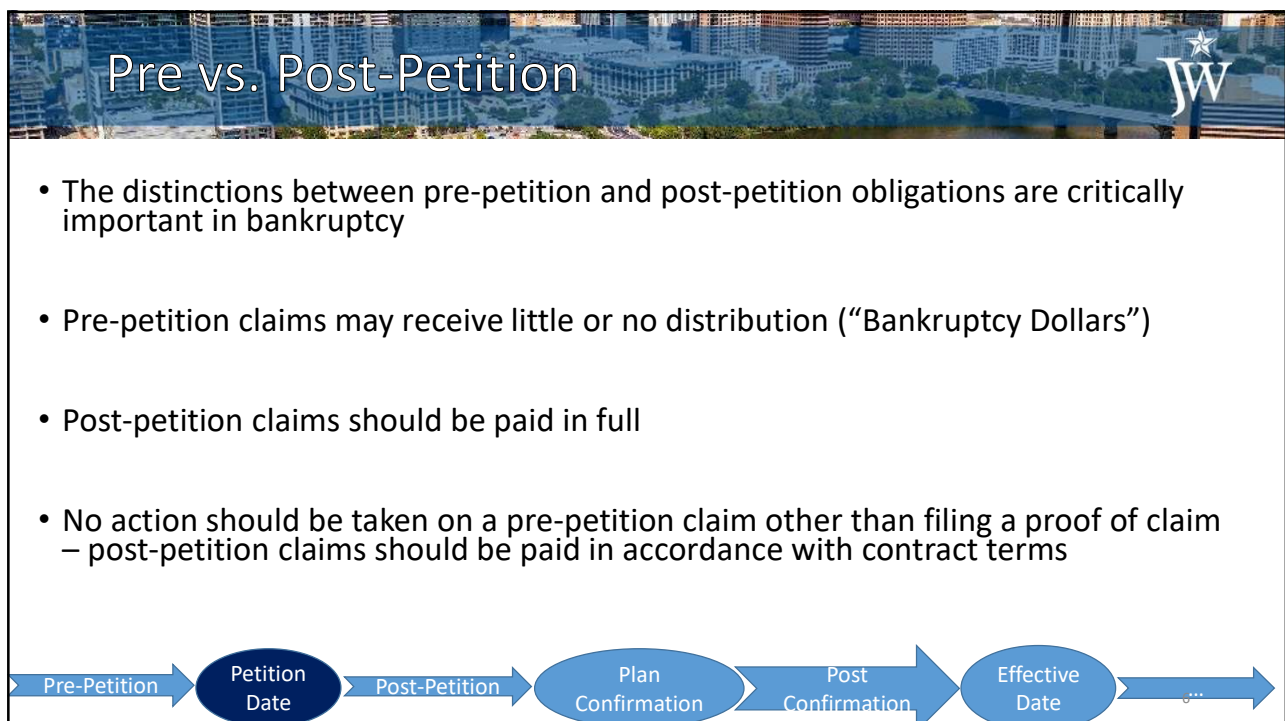 Pre vs. Post-Petition
JW
• The distinctions between pre-petition and post-petition obligations are critically
important in bankruptcy
• Pre-petition claims may receive little or no distribution (“Bankruptcy Dollars”)
• Post-petition claims should be paid in full
• No action should be taken on a pre-petition claim other than filing a proof of claim
– post-petition claims should be paid in accordance with contract terms
Pre-Petition
Petition
Date
Post-Petition
Plan
Confirmation
Post
Confirmation
Effective
Date
...